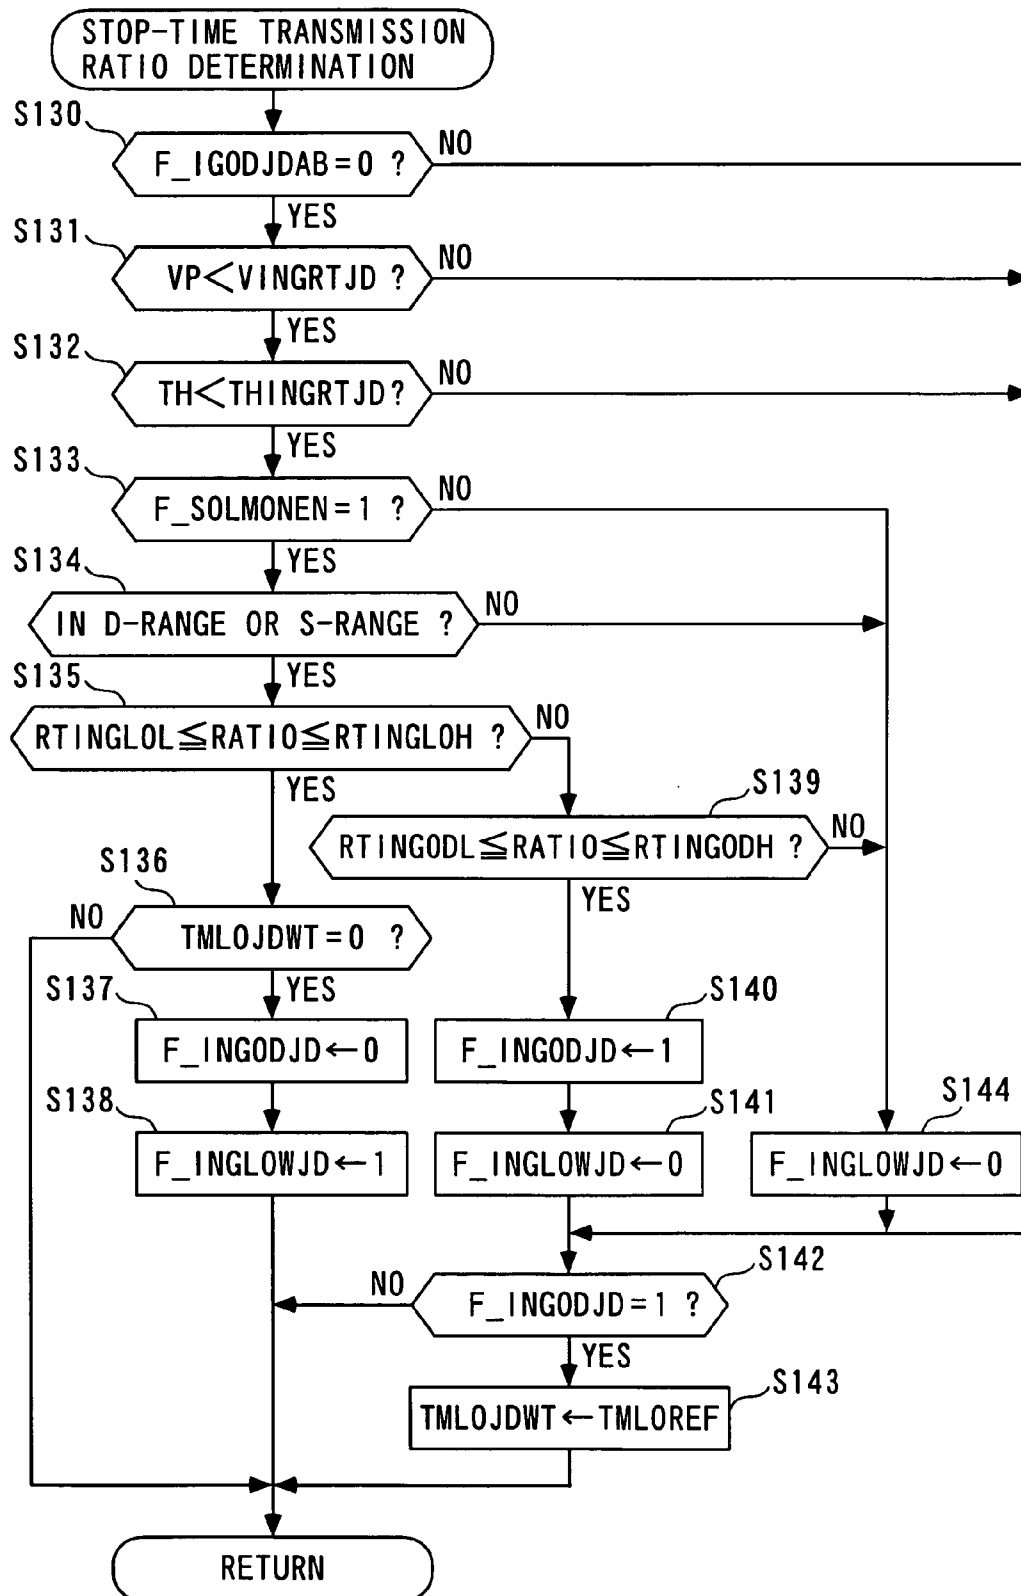 STOP-TIME TRANSMISSION
RATIO DETERMINATION
S130
F_IGODJDAB=0 ?
NO
YES
S131
VP<VINGRTJD ?
NO
YES
S132
TH<THINGRTJD?
NO
YES
S133
F_SOLMONEN=1 ?
NO
YES
S134
IN D-RANGE OR S-RANGE ?
NO
YES
S135
RTINGLOL≦RATIO≦RTINGLOH ?
NO
YES
S139
RTINGODL≦RATIO≦RTINGODH ?
NO
YES
S136
NO
TMLOJDWT=0 ?
YES
S137
F_INGODJD←0
S140
F_INGODJD←1
S138
F_INGLOWJD←1
S141
F_INGLOWJD←0
S144
F_INGLOWJD←0
S142
NO
F_INGODJD=1 ?
YES
S143
TMLOJDWT←TMLOREF
RETURN